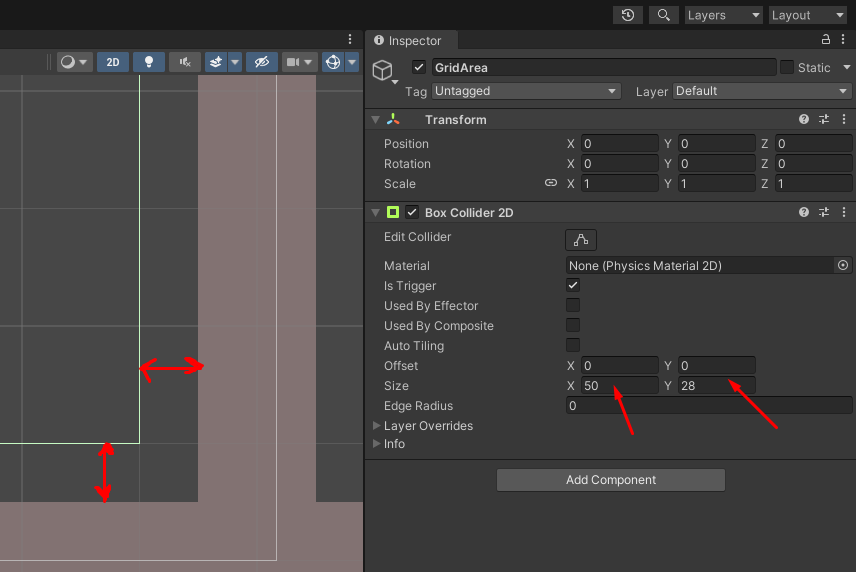 Layers Layout
Inspector
2D
GridArea Static
Tag Untagged Layer Default
Transform
Position X 0 Y 0 Z 0
Rotation X 0 Y 0 Z 0
Scale X 1 Y 1 Z 1
Box Collider 2D
Edit Collider
Material None (Physics Material 2D)
Is Trigger
Used By Effector
Used By Composite
Auto Tiling
Offset X 0 Y 0
Size X 50 Y 28
Edge Radius 0
Layer Overrides
Info
Add Component